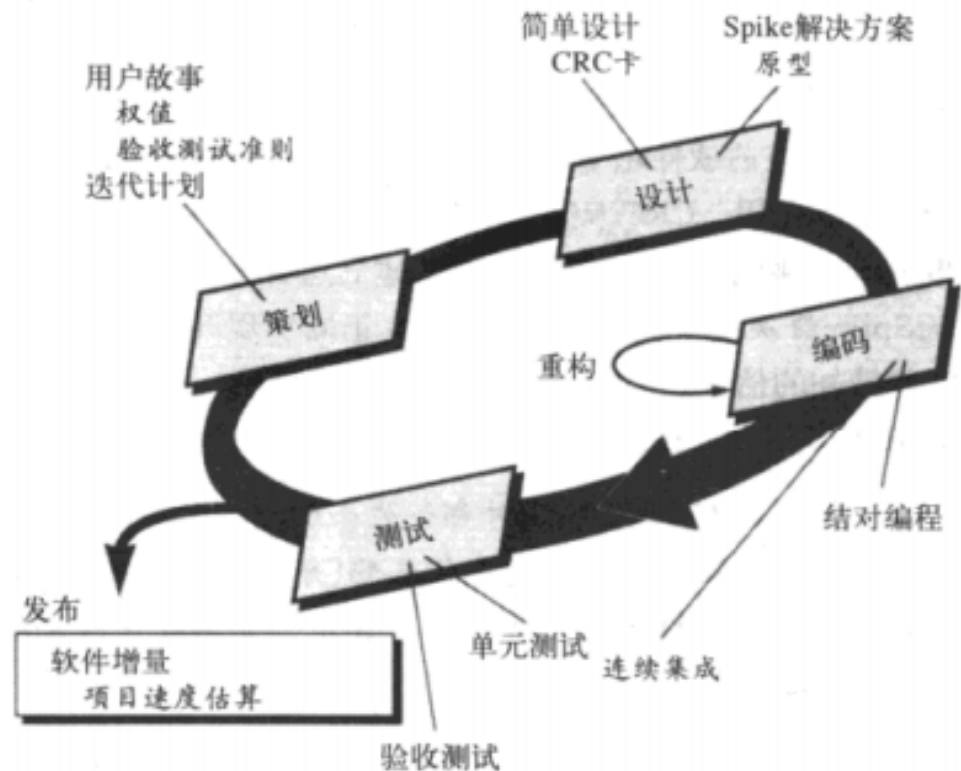 简单设计
CRC卡
Spike解决方案
原型
用户故事
权值
验收测试准则
迭代计划
设计
策划
编码
重构
测试
结对编程
发布
软件增量
项目速度估算
单元测试
连续集成
验收测试